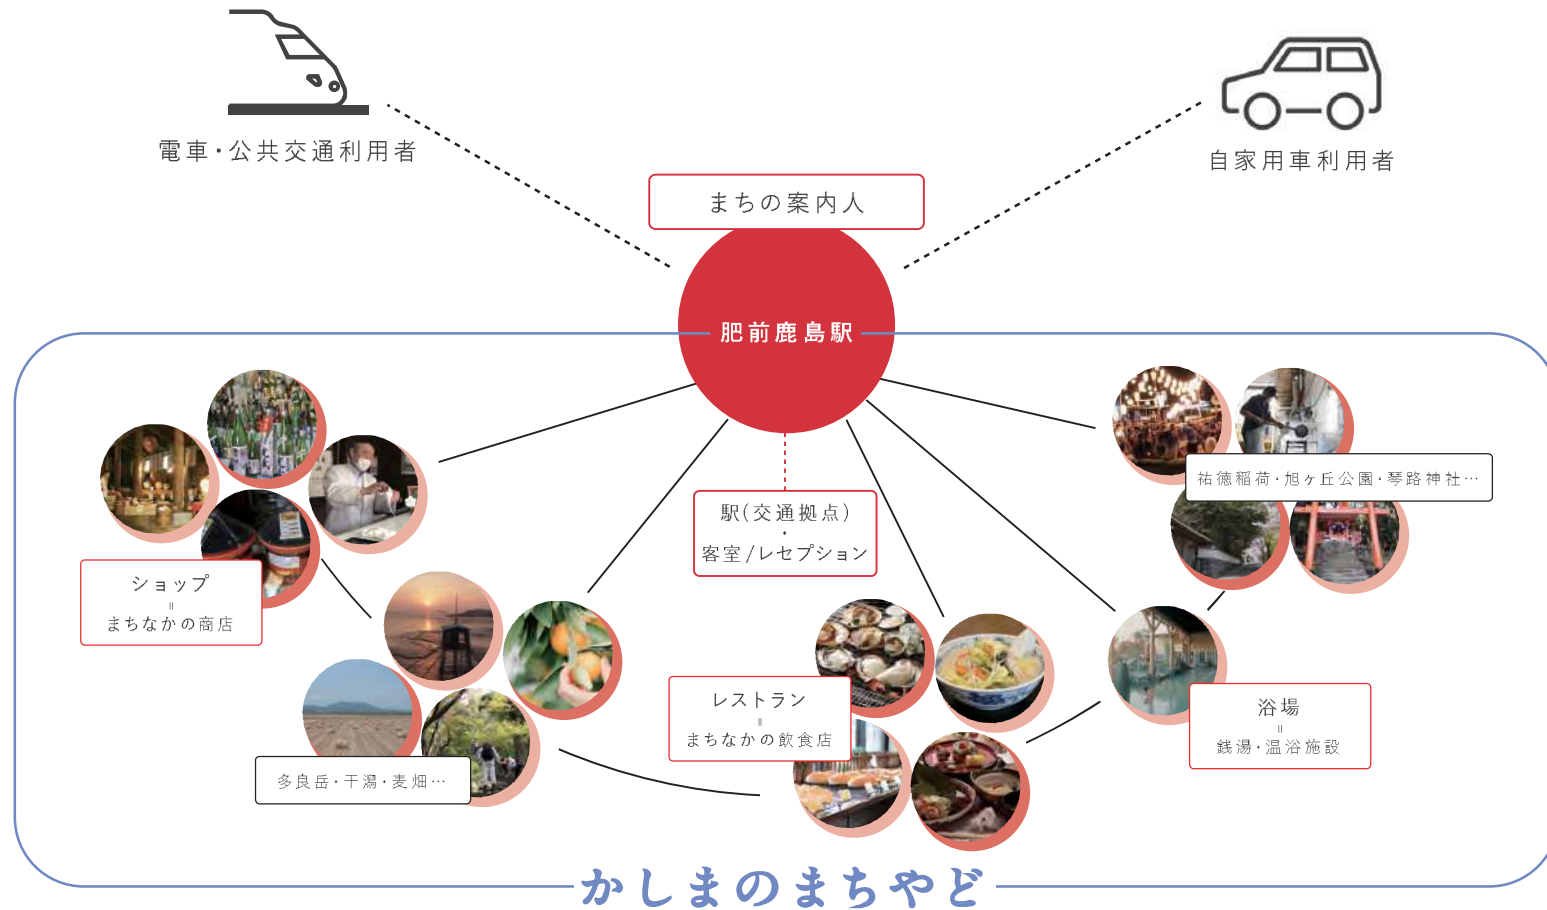 電車・公共交通利用者
自家用車利用者
まちの案内人
肥前鹿島駅
駅(交通拠点)
・
客室/レセプション
祐徳稲荷・旭ヶ丘公園・琴路神社…
ショップ
=
まちなかの商店
レストラン
=
まちなかの飲食店
浴場
=
銭湯・温浴施設
多良岳・干潟・麦畑…
かしまのまちやど